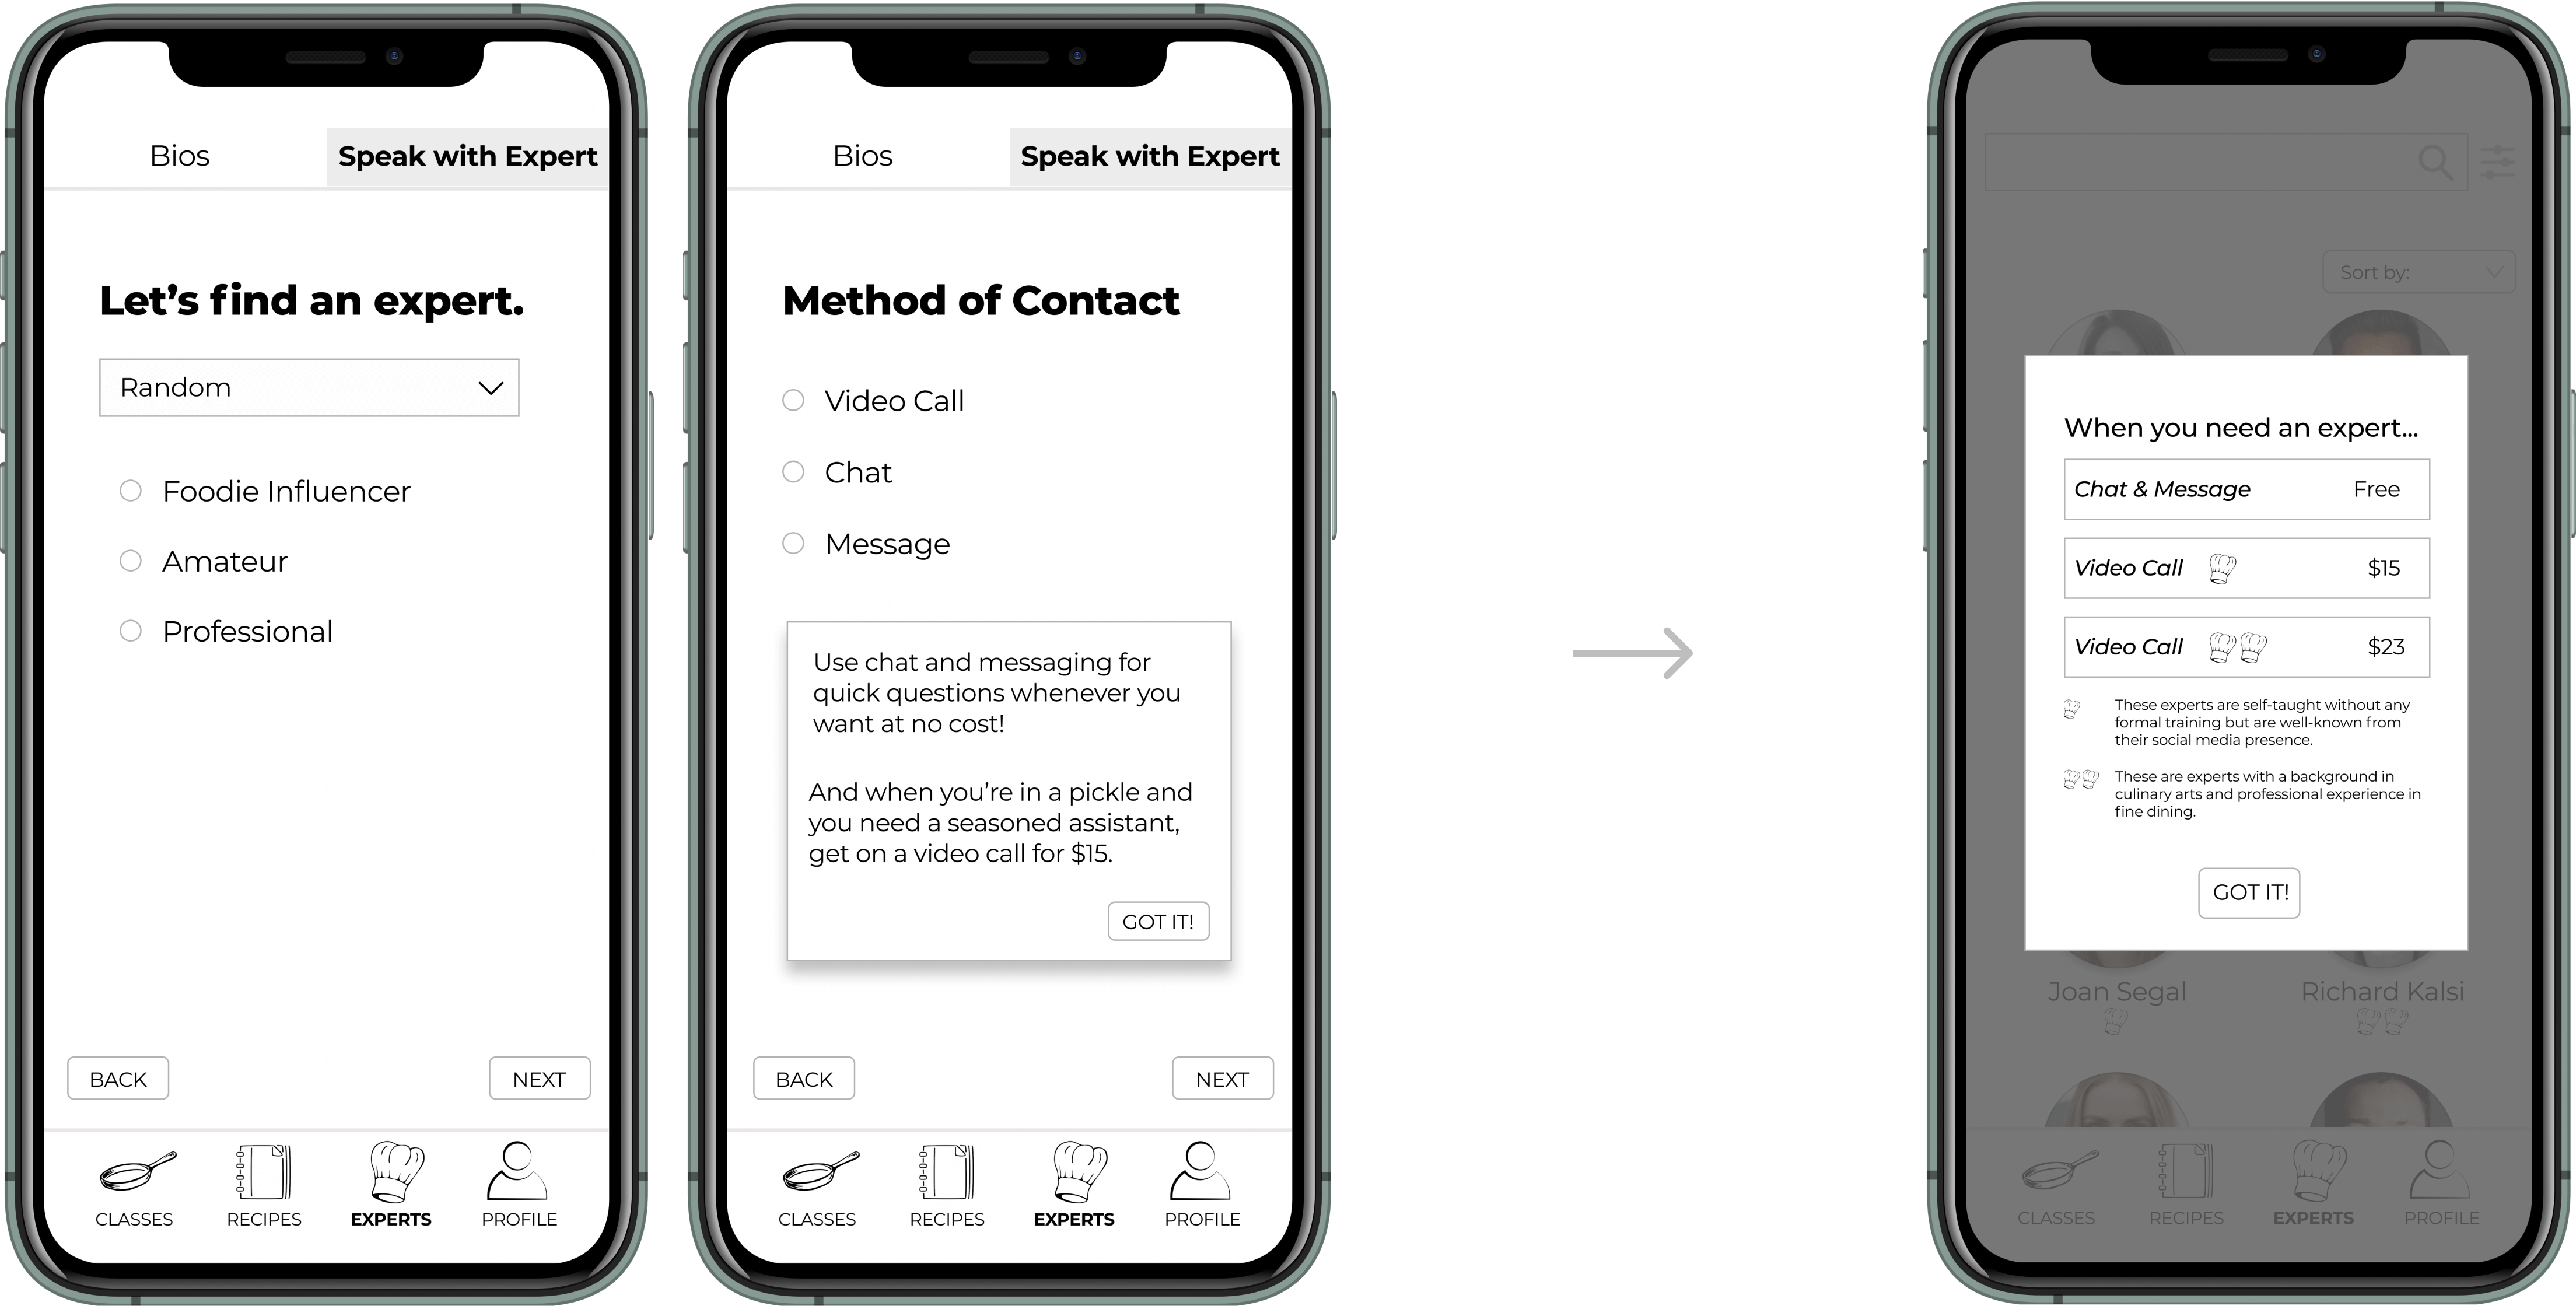 Bios
Speak with Expert
Let’s find an expert.
Random
Foodie Influencer
Amateur
Professional
BACK
NEXT
CLASSES
RECIPES
EXPERTS
PROFILE
Bios
Speak with Expert
Method of Contact
Video Call
Chat
Message
Use chat and messaging for
quick questions whenever you
want at no cost!
And when you’re in a pickle and
you need a seasoned assistant,
get on a video call for $15.
GOT IT!
BACK
NEXT
CLASSES
RECIPES
EXPERTS
PROFILE
Sort by:
When you need an expert...
Chat & Message Free
Video Call $15
Video Call $23
These experts are self-taught without any
formal training but are well-known from
their social media presence.
These are experts with a background in
culinary arts and professional experience in
fine dining.
GOT IT!
Joan Segal
Richard Kalsi
CLASSES
RECIPES
EXPERTS
PROFILE